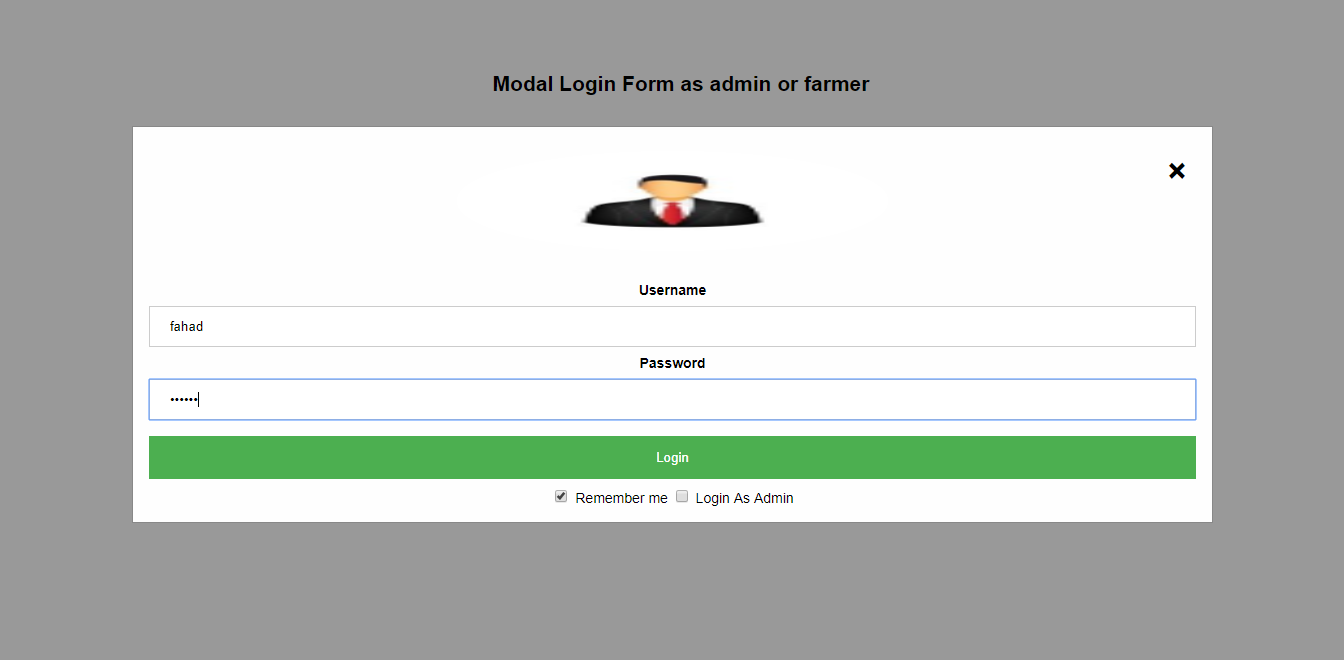 Modal Login Form as admin or farmer
×
Username
fahad
Password
••••••
Login
Remember me Login As Admin